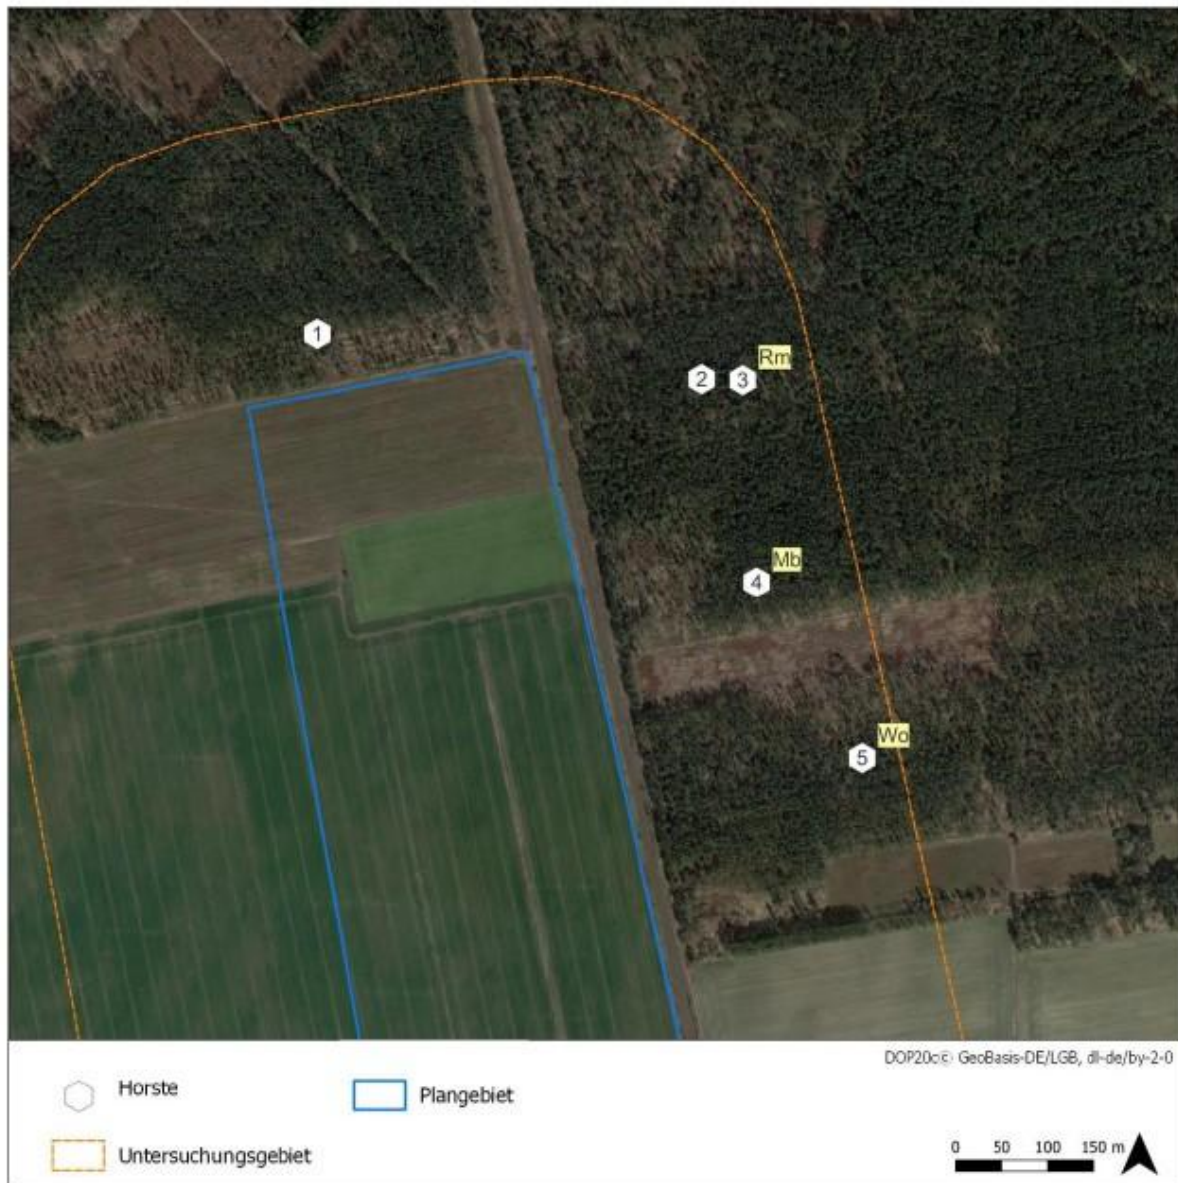 1
Rm
2
3
Mb
4
Wo
5
DOP20c© GeoBasis-DE/LGB, dl-de/by-2-0
Horste
Plangebiet
Untersuchungsgebiet
0 50 100 150 m